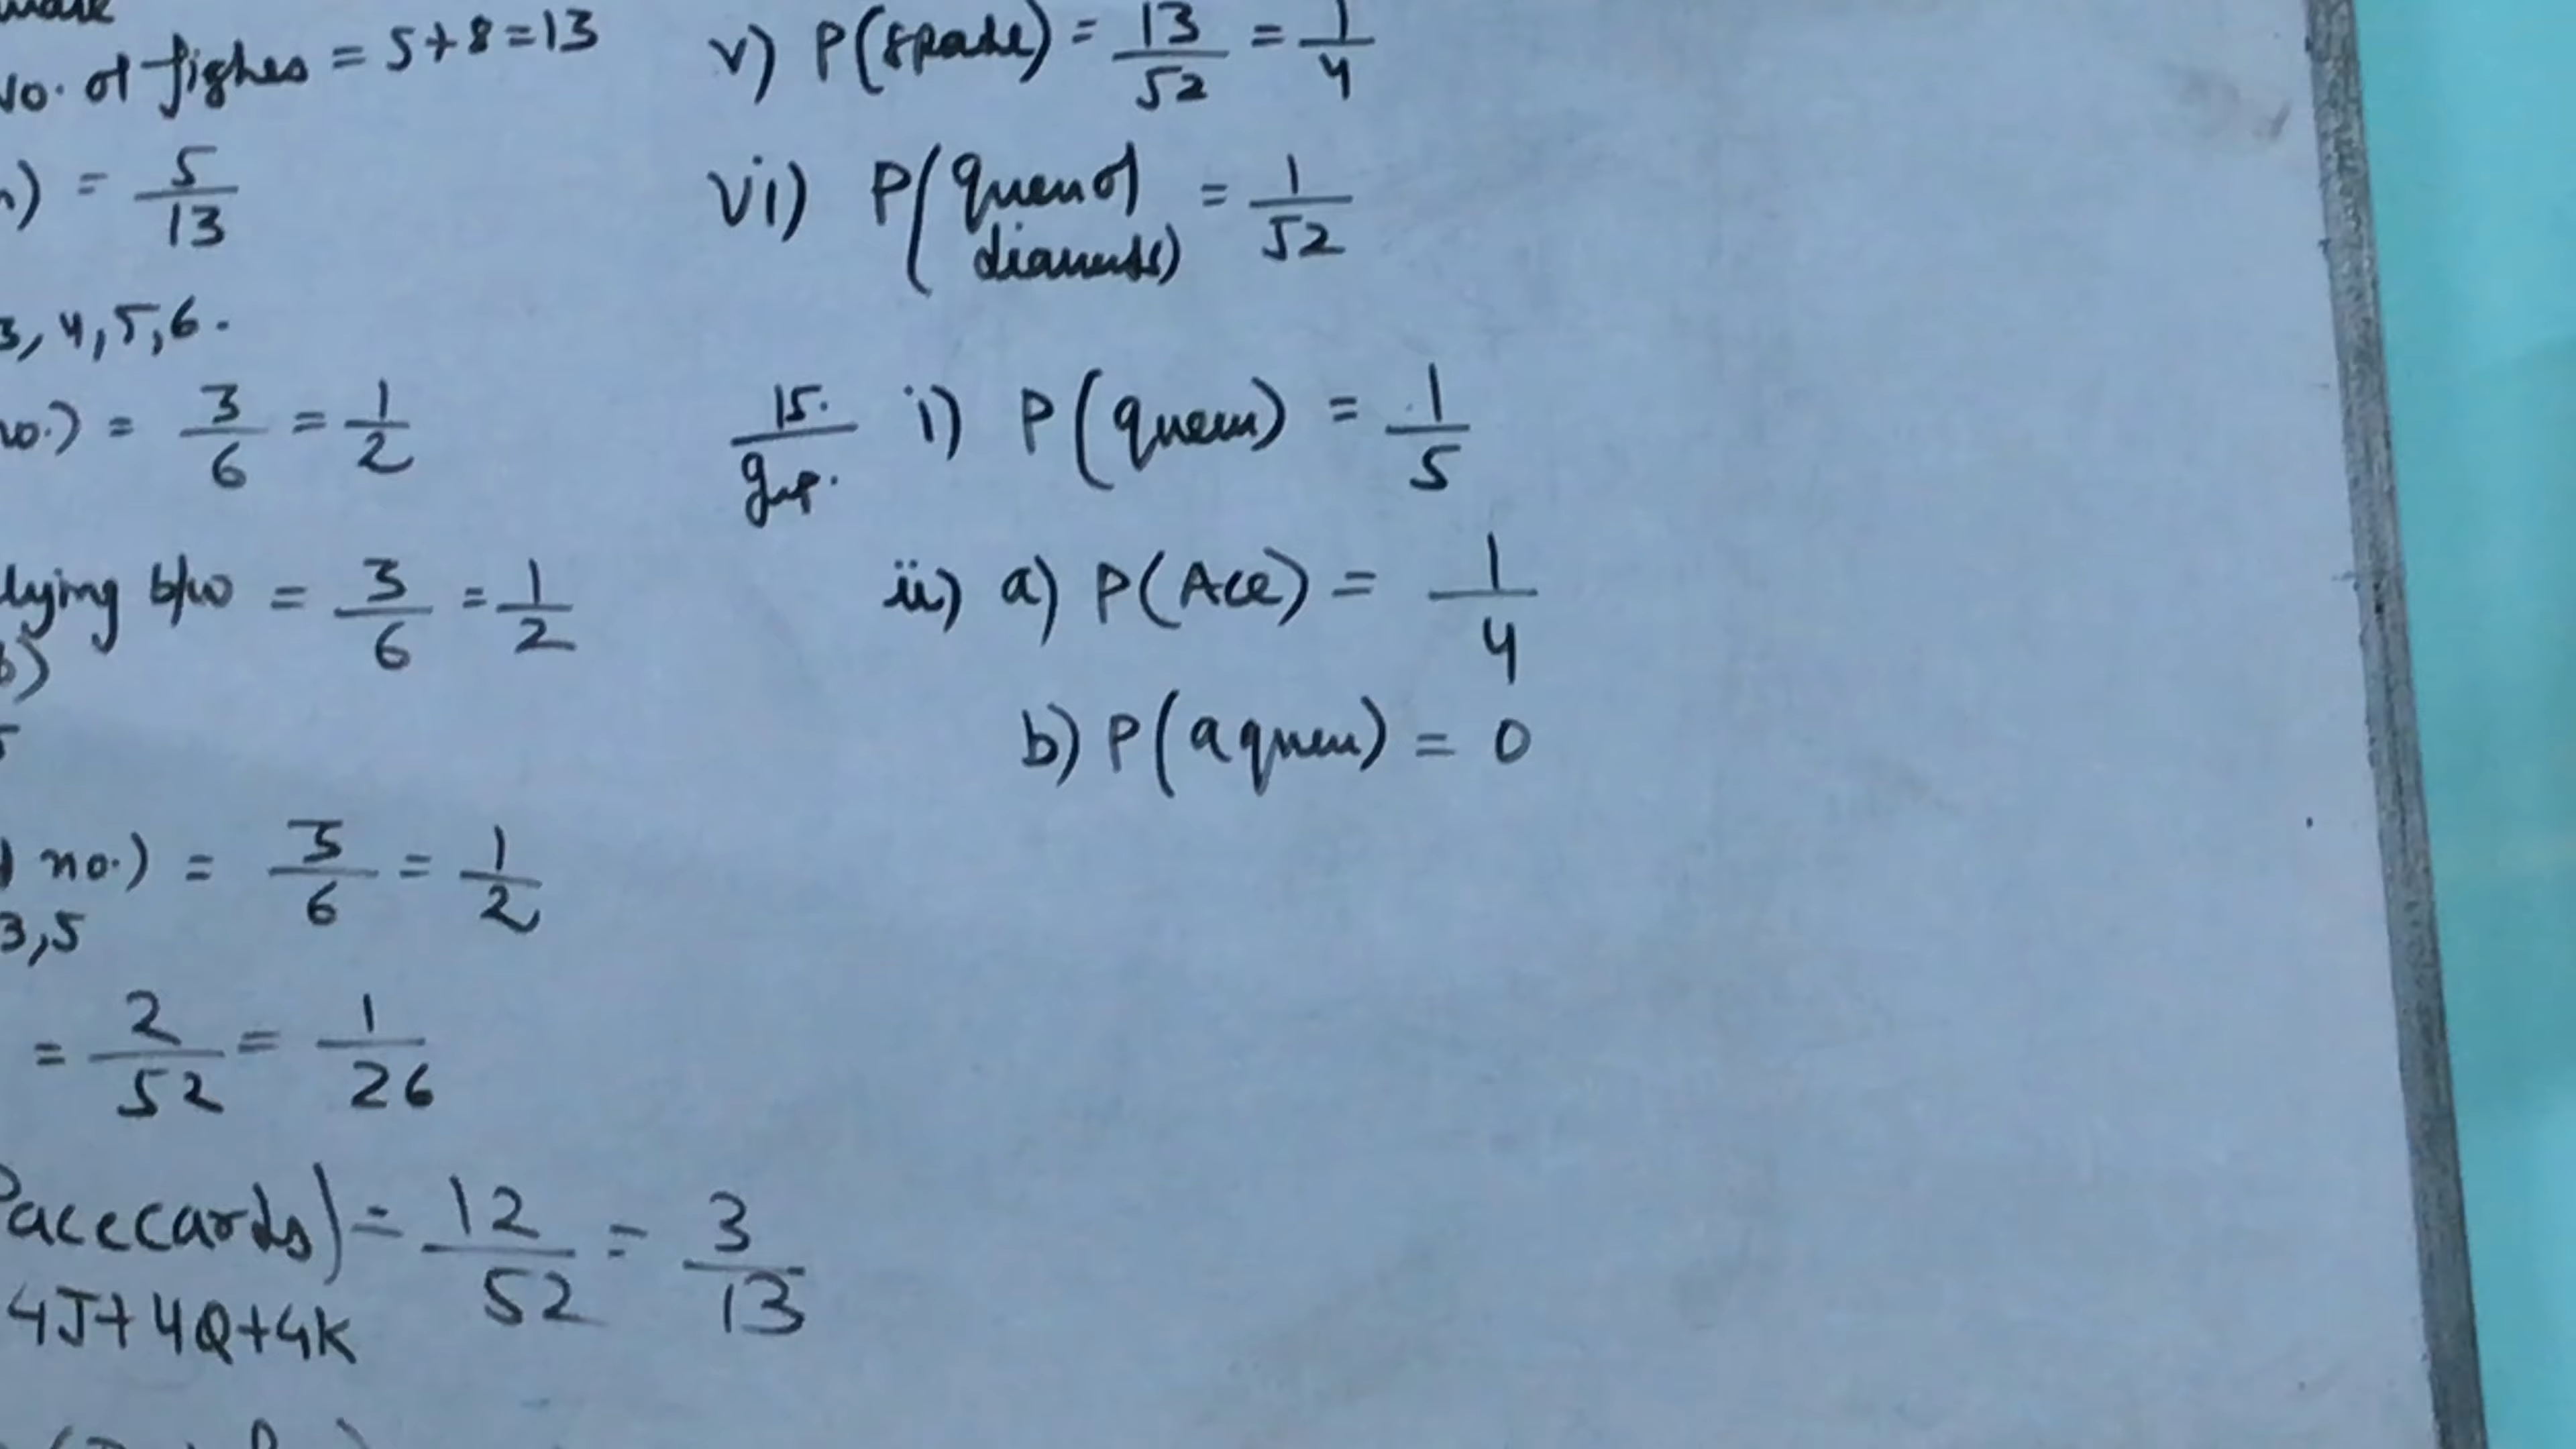 No. of fishes = 5+8=13
) = 5/13
3, 4, 5, 6.
no.) = 3/6 = 1/2
lying b/w = 3/6 = 1/2
6)
5
no.) = 3/6 = 1/2
3,5
= 2/52 = 1/26
acecards) = 12/52 = 3/13
4J+4Q+4K
v) P(spade) = 13/52 = 1/4
vi) P(queen of diamonds) = 1/52
15. i) P(queen) = 1/5
ii) a) P(Ace) = 1/4
b) P(a queen) = 0